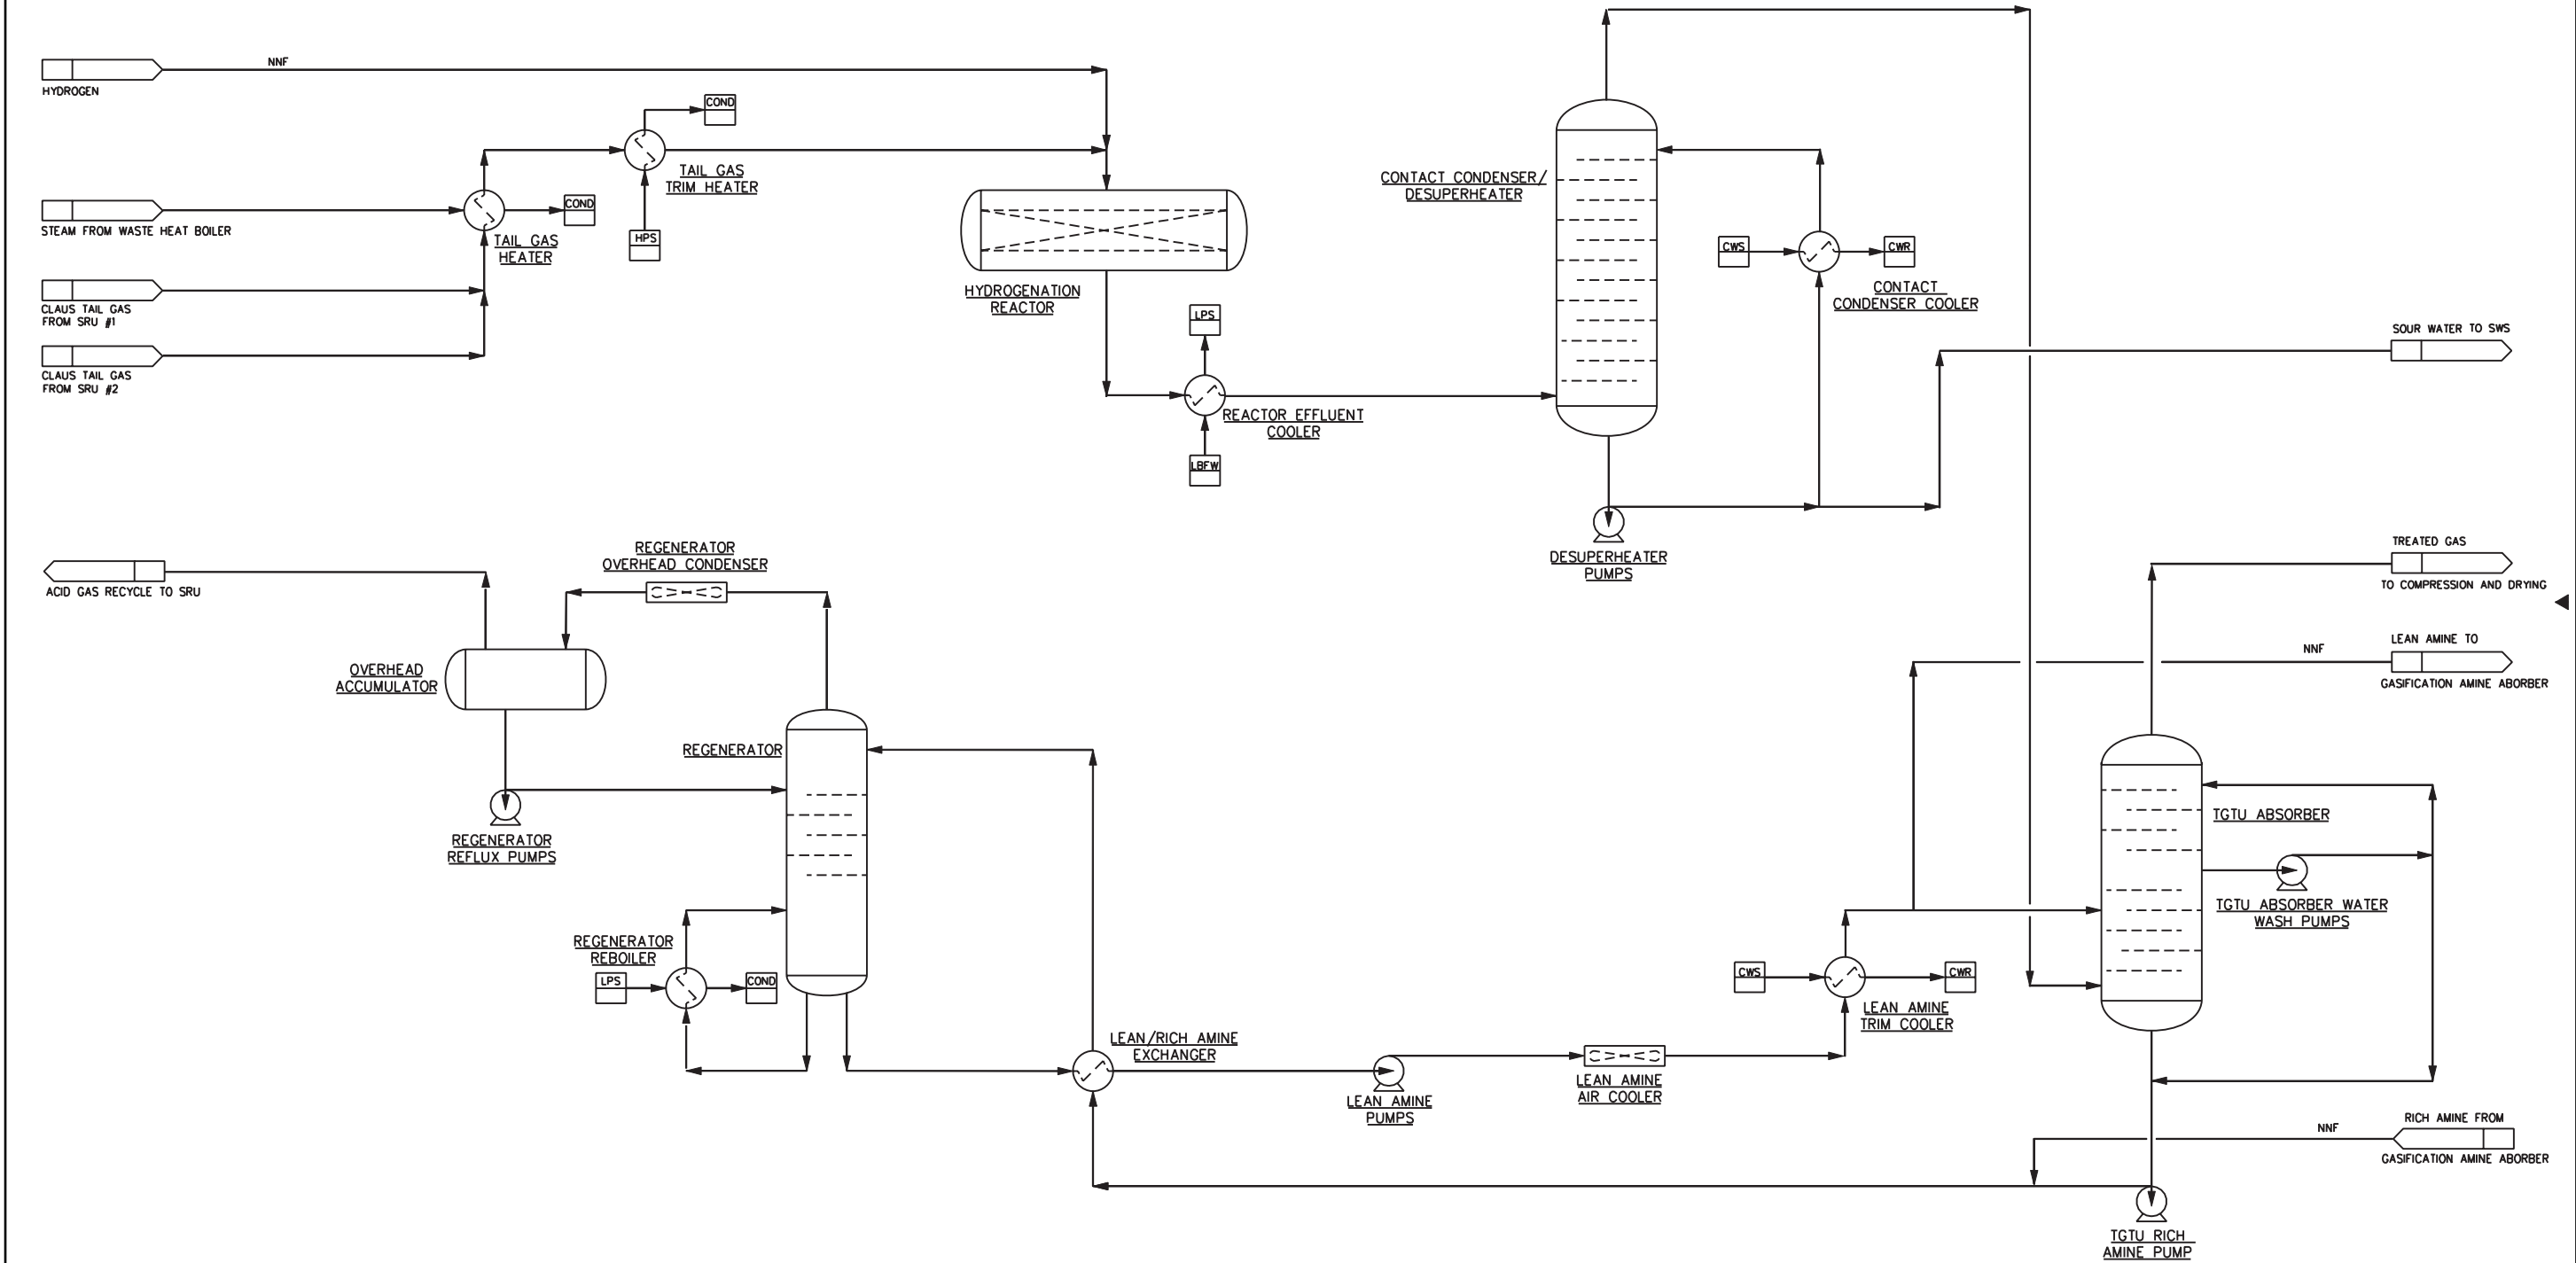 NNF
HYDROGEN
COND
TAIL GAS
TRIM HEATER
HPS
STEAM FROM WASTE HEAT BOILER
COND
TAIL GAS
HEATER
CLAUS TAIL GAS
FROM SRU #1
CLAUS TAIL GAS
FROM SRU #2
HYDROGENATION
REACTOR
LPS
REACTOR EFFLUENT
COOLER
LBFW
CONTACT CONDENSER/
DESUPERHEATER
CWS
CWR
CONTACT
CONDENSER COOLER
SOUR WATER TO SWS
DESUPERHEATER
PUMPS
TREATED GAS
TO COMPRESSION AND DRYING
NNF
LEAN AMINE TO
GASIFICATION AMINE ABORBER
ACID GAS RECYCLE TO SRU
REGENERATOR
OVERHEAD CONDENSER
OVERHEAD
ACCUMULATOR
REGENERATOR
REGENERATOR
REFLUX PUMPS
REGENERATOR
REBOILER
LPS
COND
LEAN/RICH AMINE
EXCHANGER
LEAN AMINE
PUMPS
LEAN AMINE
AIR COOLER
CWS
CWR
LEAN AMINE
TRIM COOLER
TGTU ABSORBER
TGTU ABSORBER WATER
WASH PUMPS
NNF
RICH AMINE FROM
GASIFICATION AMINE ABORBER
TGTU RICH
AMINE PUMP